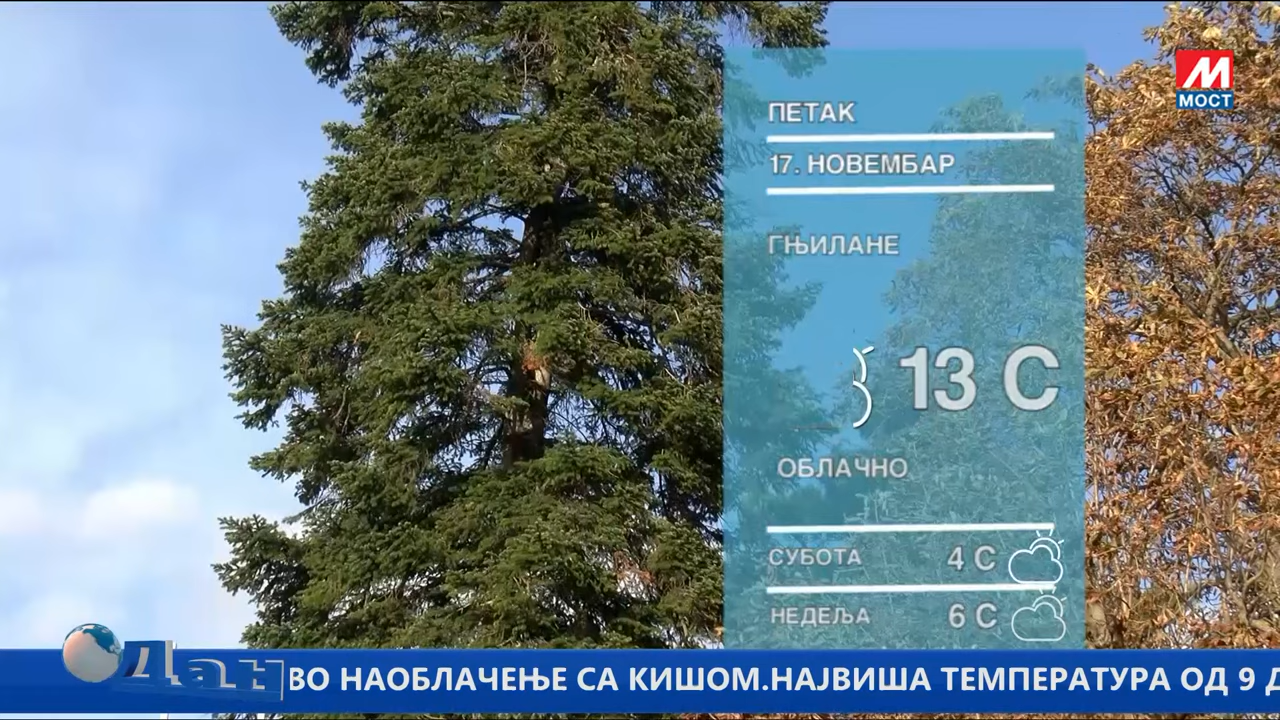 ПЕТАК
М
МОСТ
17. НОВЕМБАР
ГЊИЛАНЕ
13 C
ОБЛАЧНО
СУБОТА 4 C
НЕДЕЉА 6 C
Дан
ВО НАОБЛАЧЕЊЕ СА КИШОМ.НАЈВИША ТЕМПЕРАТУРА ОД 9